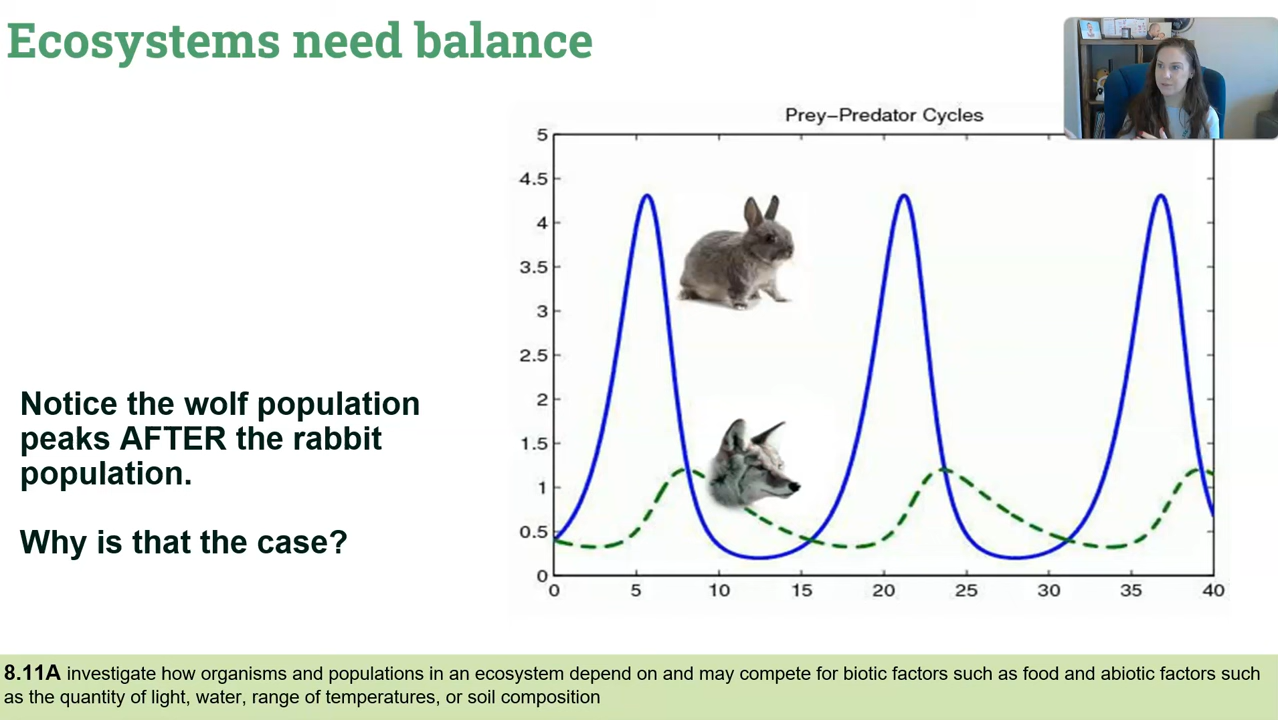 Ecosystems need balance
Prey-Predator Cycles
5
4.5
4
3.5
3
2.5
2
1.5
1
0.5
0
0 5 10 15 20 25 30 35 40
Notice the wolf population
peaks AFTER the rabbit
population.
Why is that the case?
8.11A investigate how organisms and populations in an ecosystem depend on and may compete for biotic factors such as food and abiotic factors such
as the quantity of light, water, range of temperatures, or soil composition